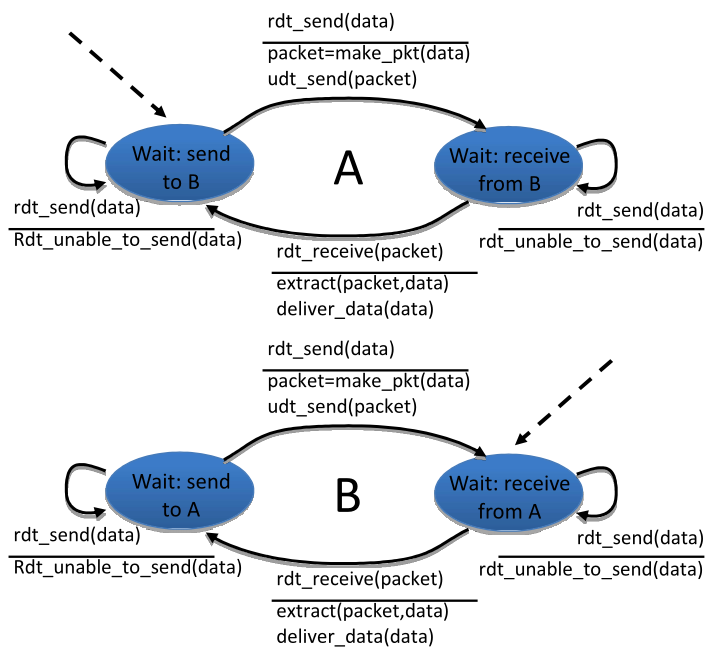 rdt_send(data)
packet=make_pkt(data)
udt_send(packet)
Wait: send
to B
A
Wait: receive
from B
rdt_send(data)
Rdt_unable_to_send(data)
rdt_send(data)
rdt_unable_to_send(data)
rdt_receive(packet)
extract(packet,data)
deliver_data(data)
rdt_send(data)
packet=make_pkt(data)
udt_send(packet)
Wait: send
to A
B
Wait: receive
from A
rdt_send(data)
Rdt_unable_to_send(data)
rdt_send(data)
rdt_unable_to_send(data)
rdt_receive(packet)
extract(packet,data)
deliver_data(data)